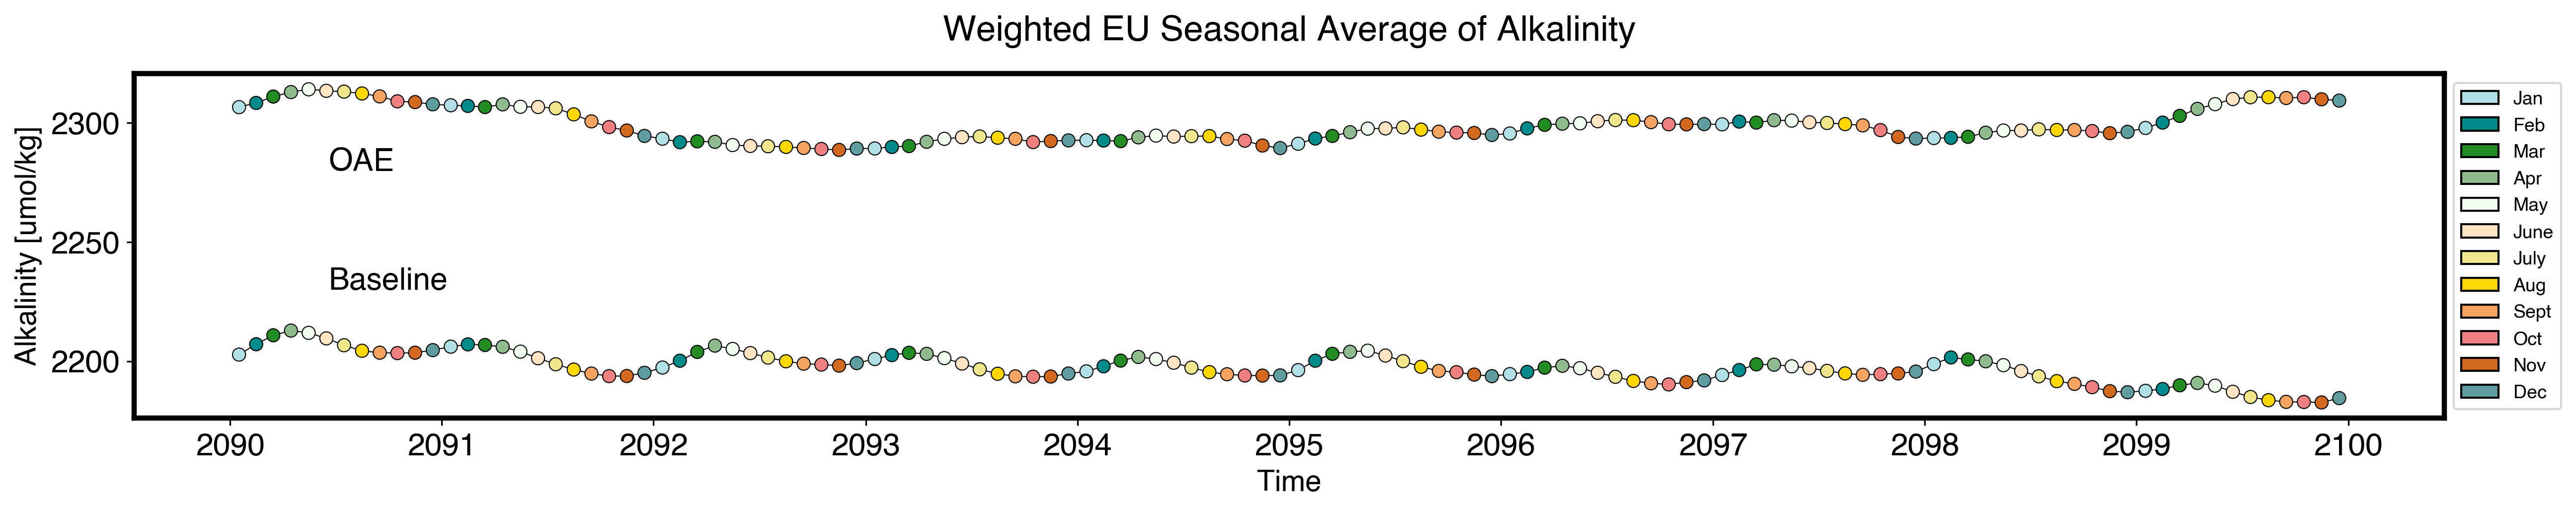 Weighted EU Seasonal Average of Alkalinity
Alkalinity [umol/kg]
2300
2250
2200
OAE
Baseline
2090 2091 2092 2093 2094 2095 2096 2097 2098 2099 2100
Time
Jan
Feb
Mar
Apr
May
June
July
Aug
Sept
Oct
Nov
Dec